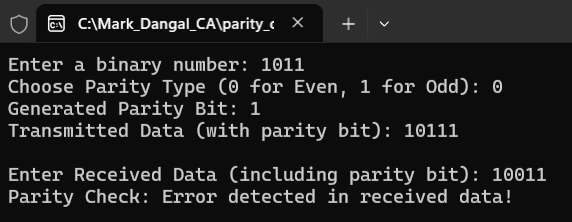 C:\Mark_Dangal_CA\parity_c
Enter a binary number: 1011
Choose Parity Type (0 for Even, 1 for Odd): 0
Generated Parity Bit: 1
Transmitted Data (with parity bit): 10111
Enter Received Data (including parity bit): 10011
Parity Check: Error detected in received data!